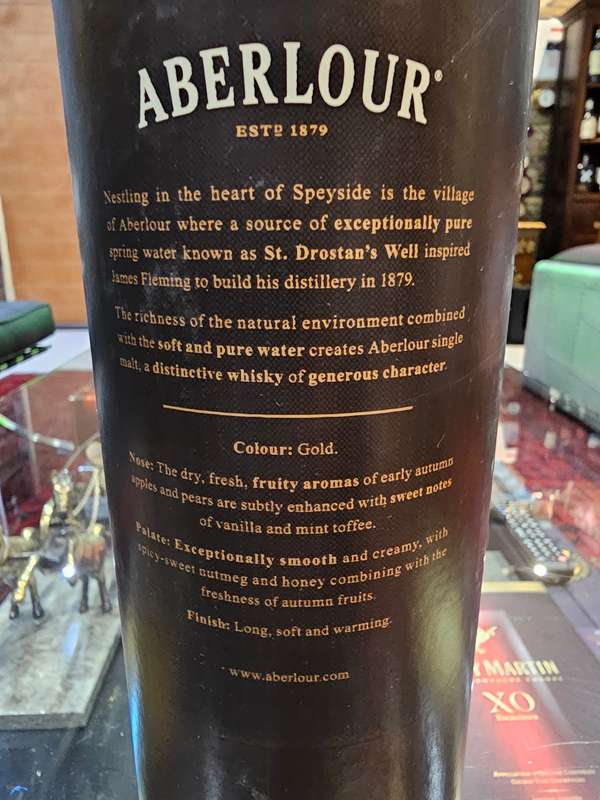 ABERLOUR®
ESTD 1879
Nestling in the heart of Speyside is the village
of Aberlour where a source of exceptionally pure
spring water known as St. Drostan's Well inspired
James Fleming to build his distillery in 1879.
The richness of the natural environment combined
with the soft and pure water creates Aberlour single
malt, a distinctive whisky of generous character.
Colour: Gold.
Nose: The dry, fresh, fruity aromas of early autumn
apples and pears are subtly enhanced with sweet notes
of vanilla and mint toffee.
Palate: Exceptionally smooth and creamy, with
spicy-sweet nutmeg and honey combining with the
freshness of autumn fruits.
Finish: Long, soft and warming.
www.aberlour.com
Y MARTIN
XO